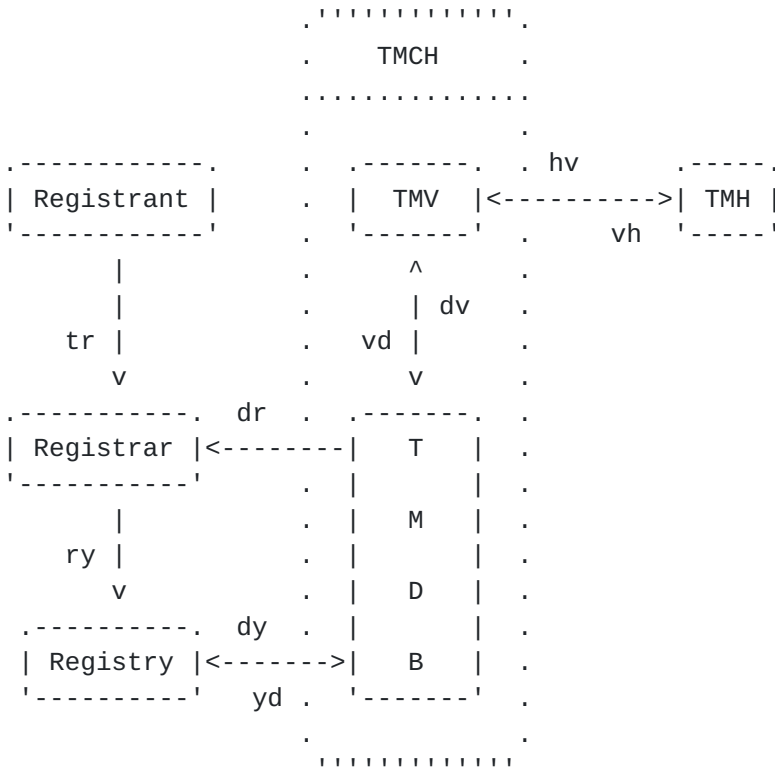 TMCH
hv
Registrant TMV TMH
vh
dv
tr vd
dr
Registrar T
M
ry
D
dy
Registry B
yd